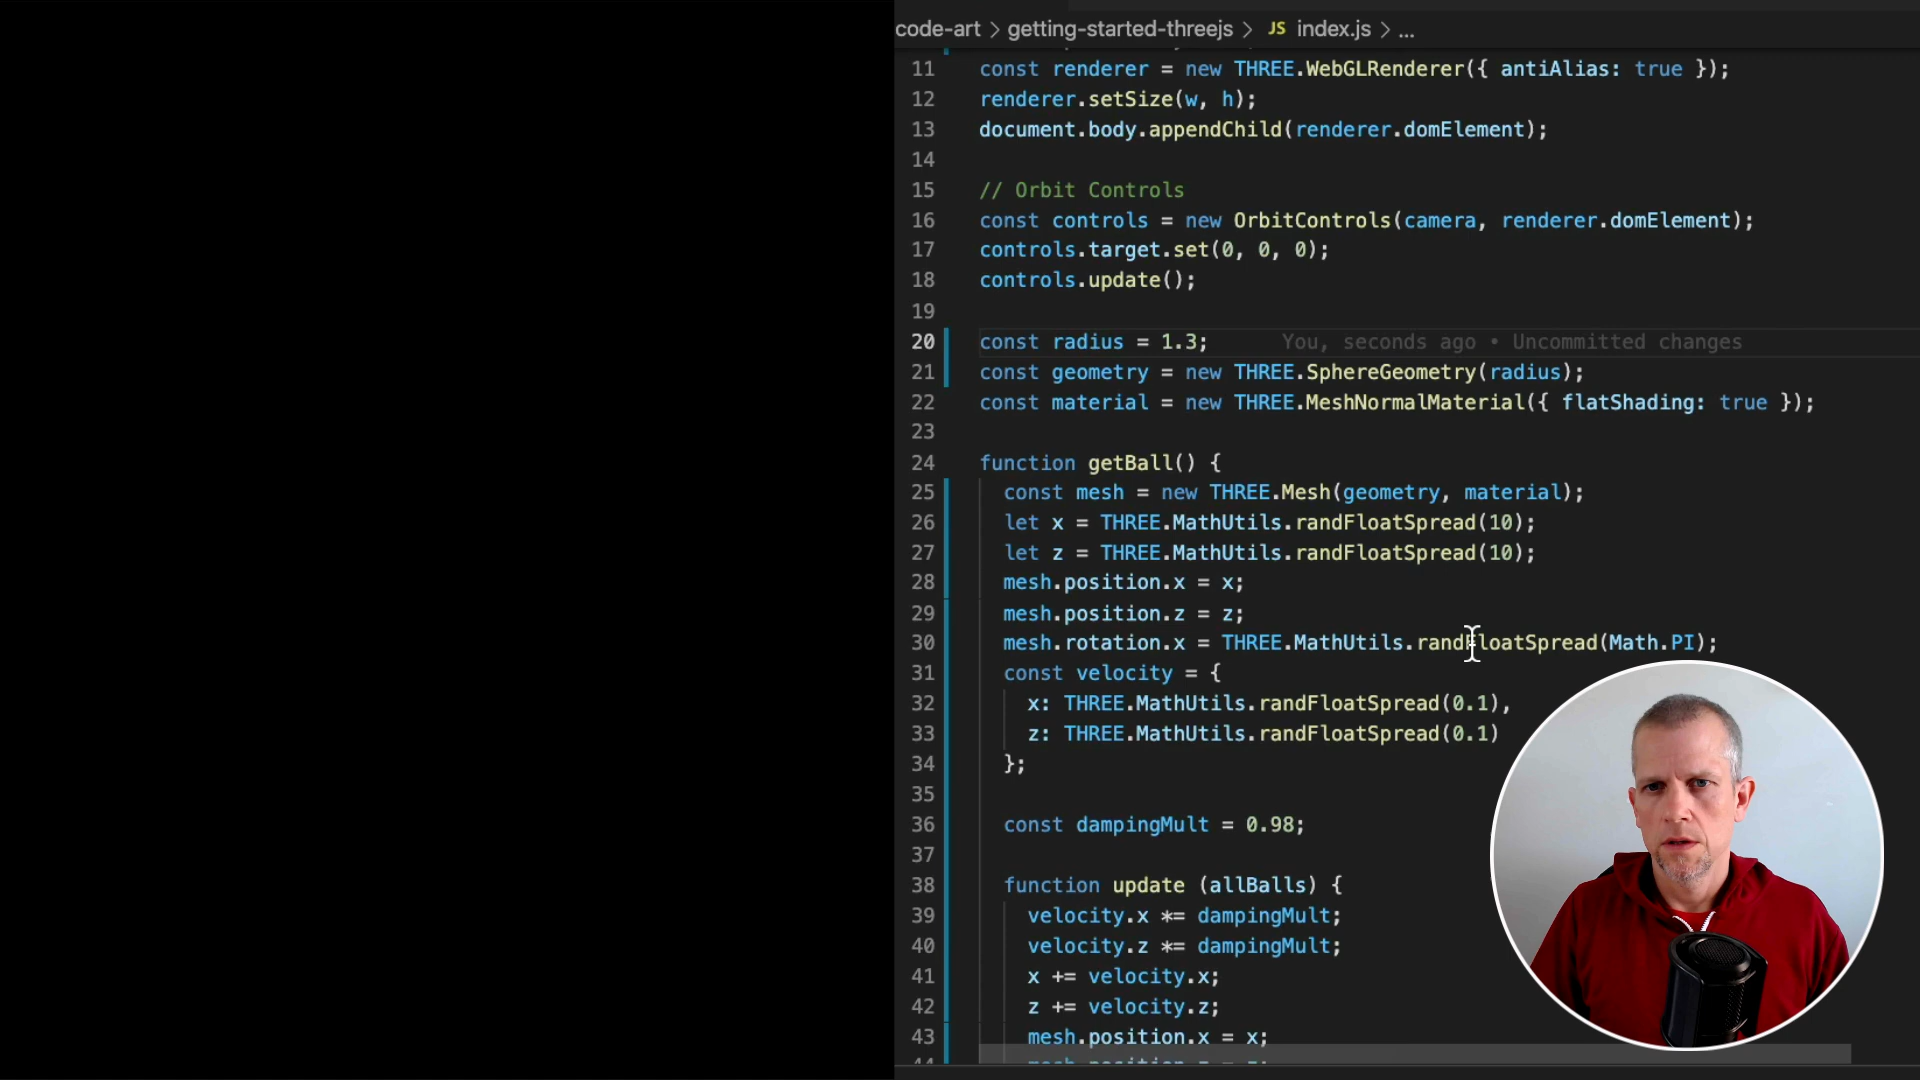 code-art > getting-started-threejs > JS index.js > ...
11 const renderer = new THREE.WebGLRenderer({ antiAlias: true });
12 renderer.setSize(w, h);
13 document.body.appendChild(renderer.domElement);
14
15 // Orbit Controls
16 const controls = new OrbitControls(camera, renderer.domElement);
17 controls.target.set(0, 0, 0);
18 controls.update();
19
20 const radius = 1.3; You, seconds ago • Uncommitted changes
21 const geometry = new THREE.SphereGeometry(radius);
22 const material = new THREE.MeshNormalMaterial({ flatShading: true });
23
24 function getBall() {
25 const mesh = new THREE.Mesh(geometry, material);
26 let x = THREE.MathUtils.randFloatSpread(10);
27 let z = THREE.MathUtils.randFloatSpread(10);
28 mesh.position.x = x;
29 mesh.position.z = z;
30 mesh.rotation.x = THREE.MathUtils.randFloatSpread(Math.PI);
31 const velocity = {
32 x: THREE.MathUtils.randFloatSpread(0.1),
33 z: THREE.MathUtils.randFloatSpread(0.1)
34 };
35
36 const dampingMult = 0.98;
37
38 function update (allBalls) {
39 velocity.x *= dampingMult;
40 velocity.z *= dampingMult;
41 x += velocity.x;
42 z += velocity.z;
43 mesh.position.x = x;